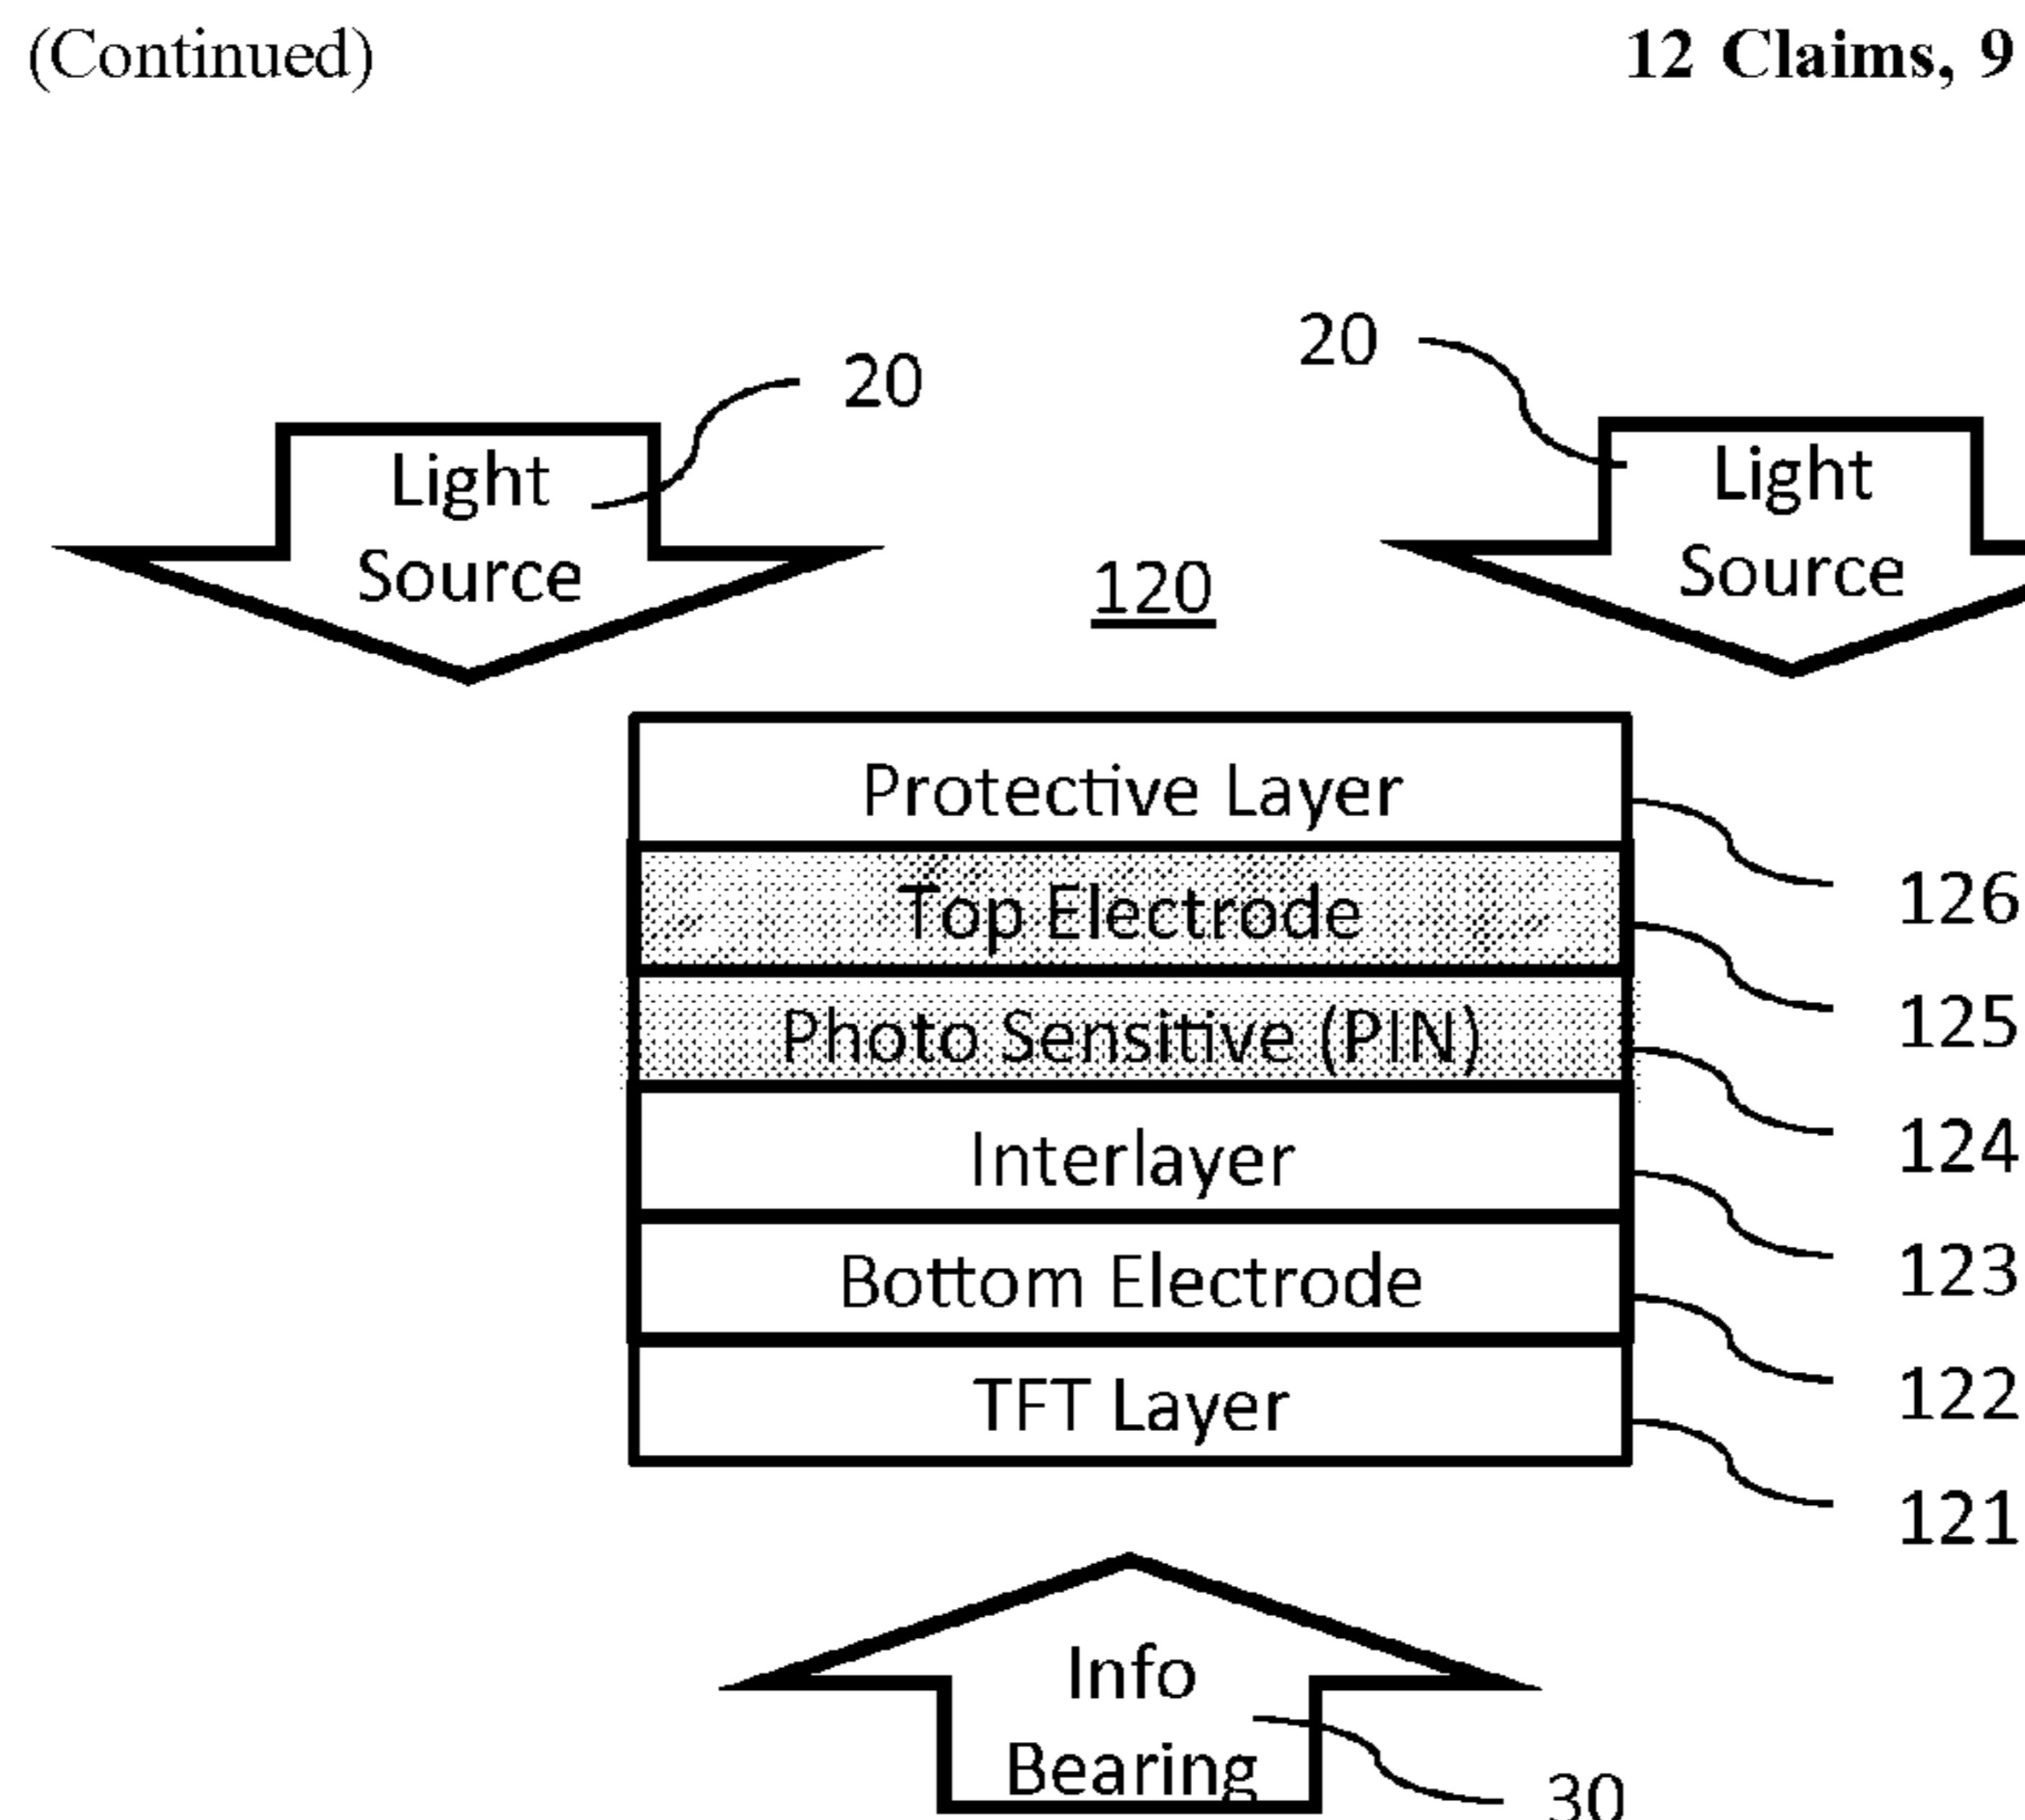 (Continued)
12 Claims, 9
20
20
Light
Source
Light
Source
120
Protective Layer
126
Top Electrode
125
Photo Sensitive (PIN)
124
Interlayer
123
Bottom Electrode
122
TFT Layer
121
Info
Bearing
30